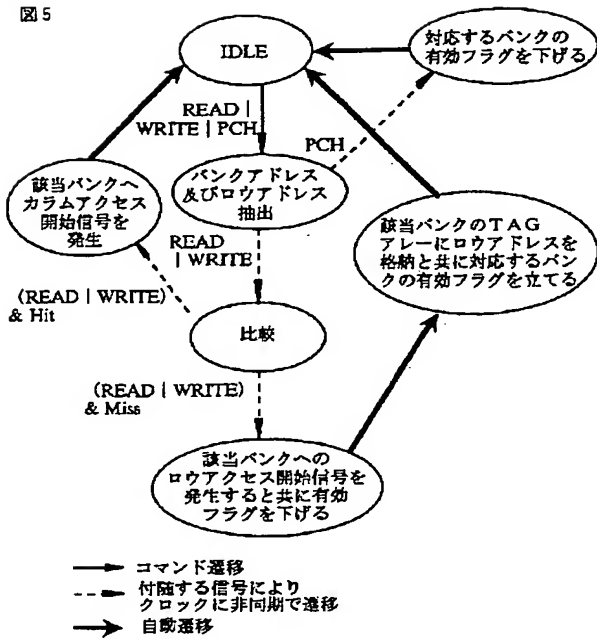 図5
IDLE
対応するバンクの
有効フラグを下げる
READ |
WRITE | PCH
PCH
バンクアドレス
及びロウアドレス
抽出
該当バンクへ
カラムアクセス
開始信号を
発生
READ
| WRITE
該当バンクのTAG
アレーにロウアドレスを
格納と共に対応するバン
クの有効フラグを立てる
(READ | WRITE)
& Hit
比較
(READ | WRITE)
& Miss
該当バンクへの
ロウアクセス開始信号を
発生すると共に有効
フラグを下げる
コマンド遷移
付随する信号により
クロックに非同期で遷移
自動遷移